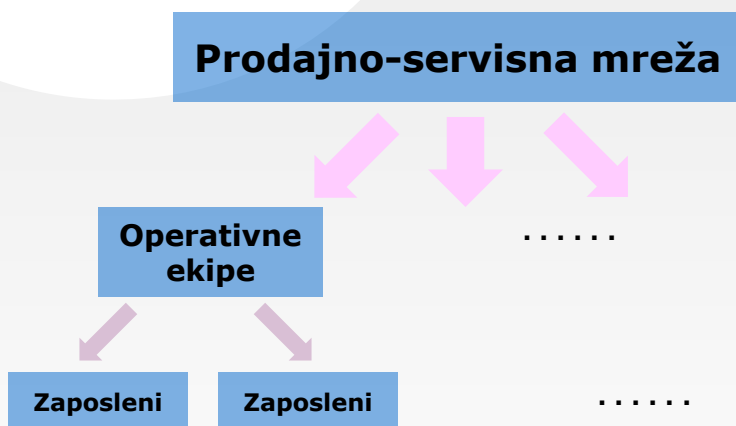 Prodajno-servisna mreža
Operativne
ekipe
......
Zaposleni
Zaposleni
......